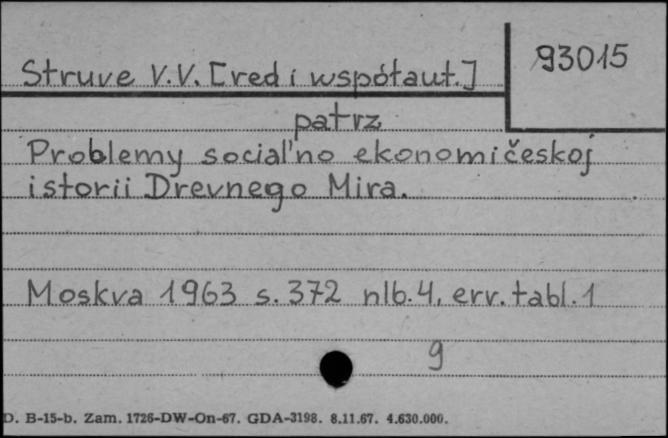 93015
Struve V.V. [red i współaut.]
patrz
Problemy social'no ekonomičeskoj
istorii Drevnego Mira.
Moskva 1963 s. 372 nlb. 4, err. tabl. 1
9
D. B-15-b. Zam. 1726-DW-On-67. GDA-3198. 8.11.67. 4.630.000.